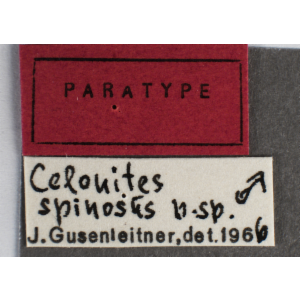 PARATYPE
Celonites ♂
spinosus n.sp.
J. Gusenleitner, det. 1966